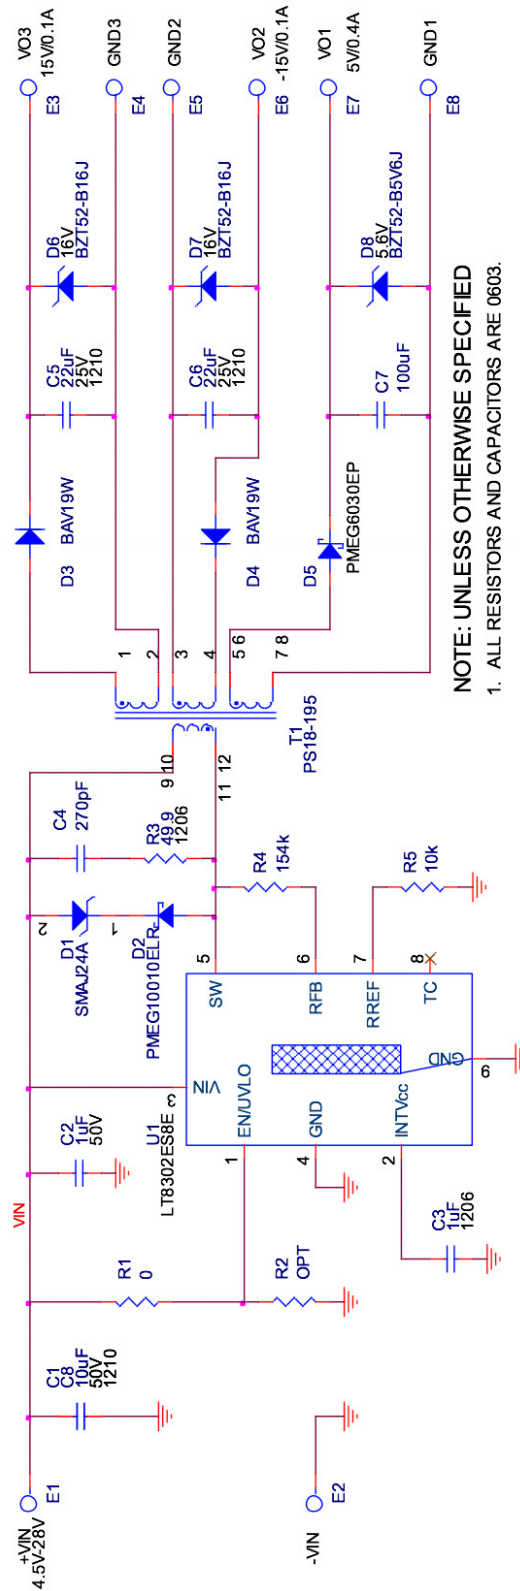 +VIN
4.5V-28V
E1
-VIN
E2
C1
C8
10uF
50V
1210
R1
0
R2
OPT
VIN
C2
1uF
50V
C3
1uF
1206
U1
LT8302ES8E
3
VIN
1
EN/UVLO
4
GND
2
INTVcc
5
SW
6
RFB
7
RREF
8
TC
GND
9
2
D1
SMAJ24A
1
D2
PMEG10010ELR
C4
270pF
R3
49.9
1206
R4
154k
R5
10k
9 10
11 12
T1
PS18-195
1
2
3
4
5 6
7 8
D3
BAV19W
D4
BAV19W
D5
PMEG6030EP
C5
22uF
25V
1210
C6
22uF
25V
1210
C7
100uF
D6
16V
BZT52-B16J
D7
16V
BZT52-B16J
D8
5.6V
BZT52-B5V6J
VO3
15V/0.1A
E3
GND3
E4
GND2
E5
VO2
-15V/0.1A
E6
VO1
5V/0.4A
E7
GND1
E8
NOTE: UNLESS OTHERWISE SPECIFIED
1. ALL RESISTORS AND CAPACITORS ARE 0603.